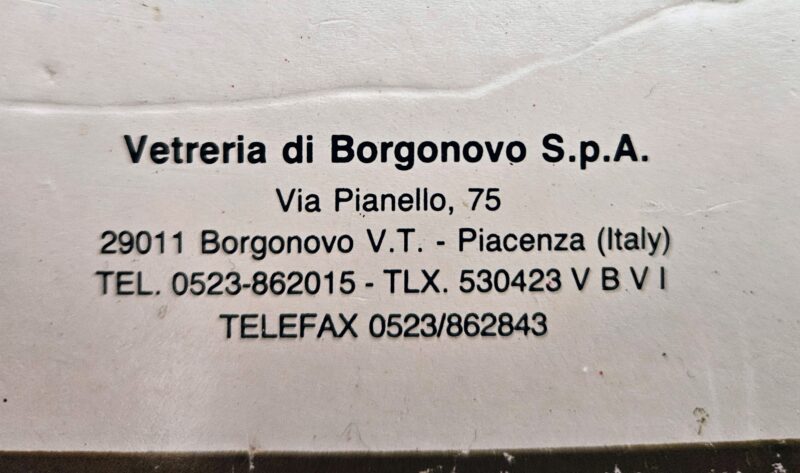 Vetreria di Borgonovo S.p.A.
Via Pianello, 75
29011 Borgonovo V.T. - Piacenza (Italy)
TEL. 0523-862015 - TLX. 530423 V B V I
TELEFAX 0523/862843